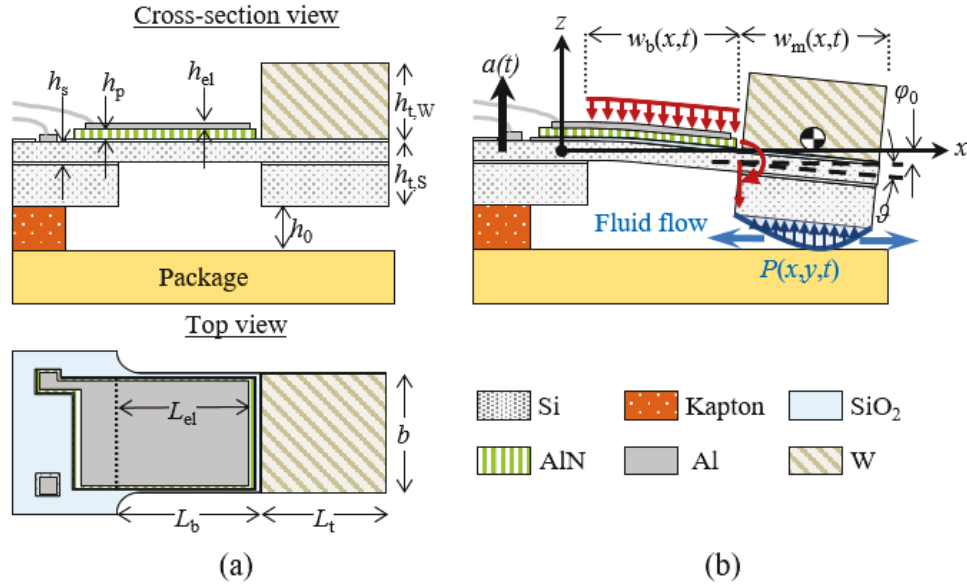 Cross-section view
h_s
h_p
h_el
h_t,W
h_t,S
h_0
Package
Top view
L_el
b
L_b
L_t
(a)
z
w_b(x,t)
w_m(x,t)
a(t)
φ_0
x
ϑ
Fluid flow
P(x,y,t)
Si
Kapton
SiO₂
AlN
Al
W
(b)